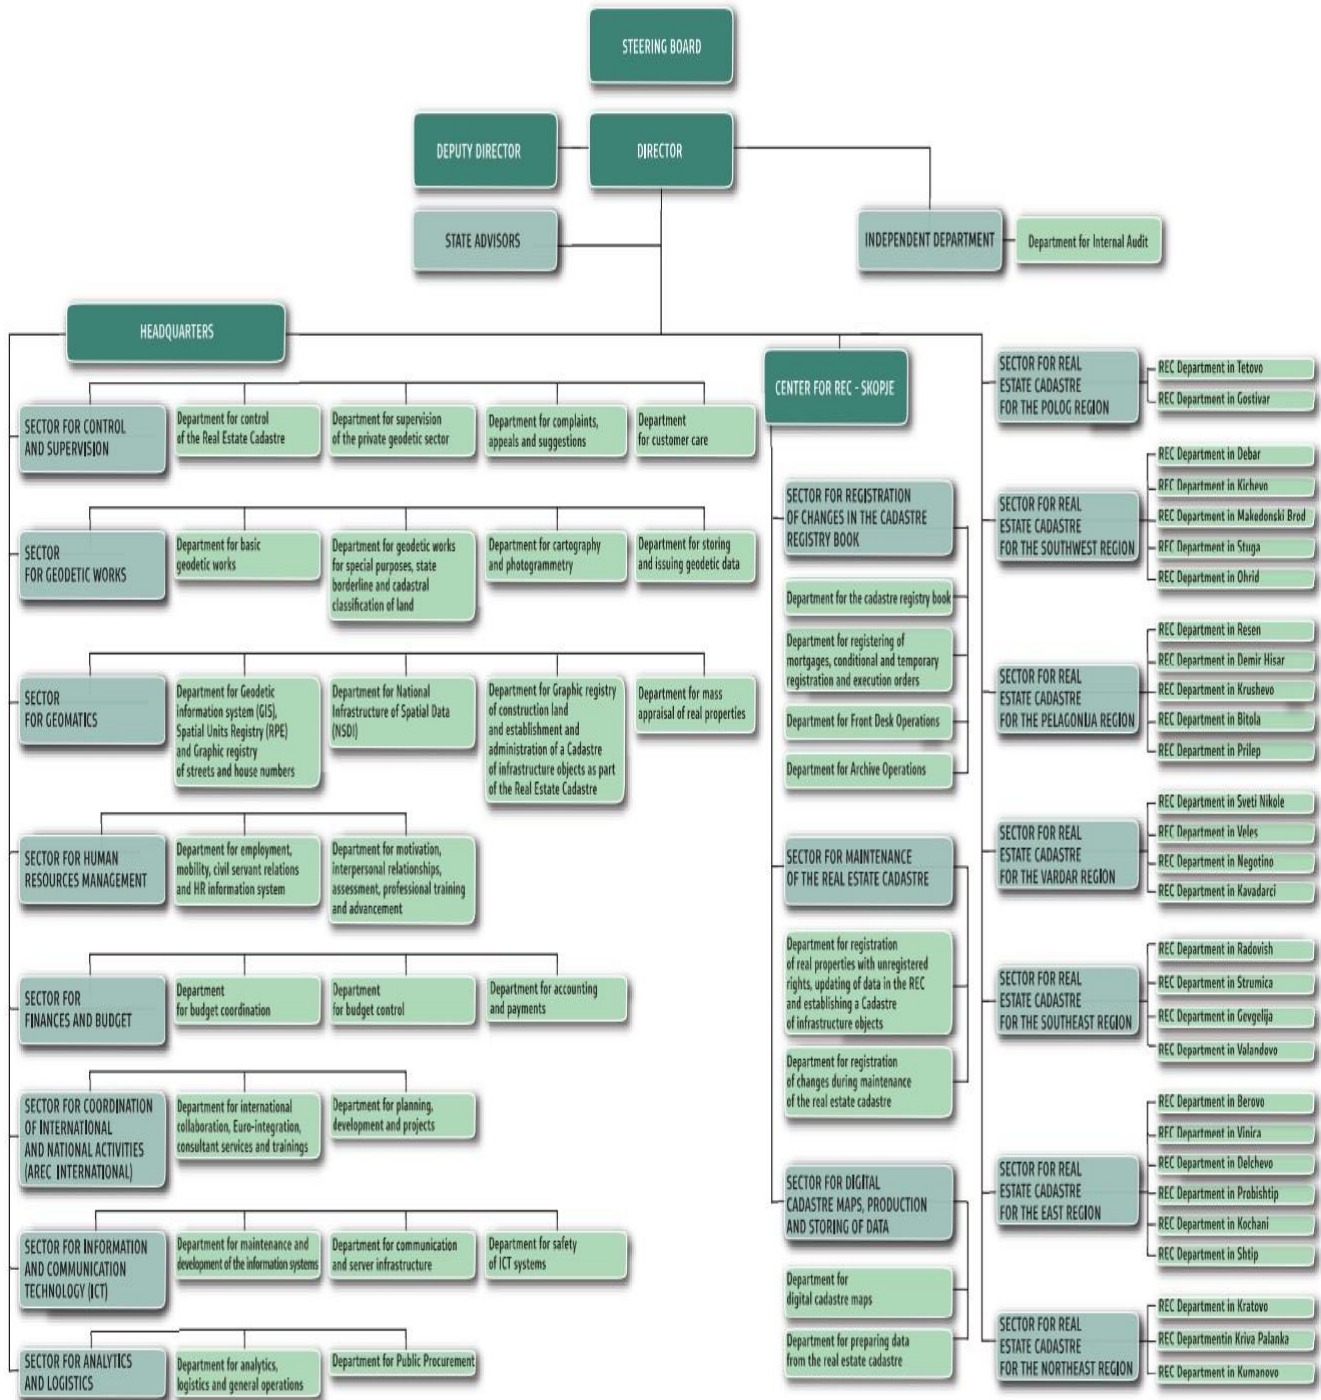 STEERING BOARD
DEPUTY DIRECTOR
DIRECTOR
STATE ADVISORS
INDEPENDENT DEPARTMENT
Department for Internal Audit
HEADQUARTERS
SECTOR FOR CONTROL
AND SUPERVISION
Department for control
of the Real Estate Cadastre
Department for supervision
of the private geodetic sector
Department for complaints,
appeals and suggestions
Department
for customer care
SECTOR
FOR GEODETIC WORKS
Department for basic
geodetic works
Department for geodetic works
for special purposes, state
borderline and cadastral
classification of land
Department for cartography
and photogrammetry
Department for storing
and issuing geodetic data
SECTOR
FOR GEOMATICS
Department for Geodetic
information system (GIS),
Spatial Units Registry (RPE)
and Graphic registry
of streets and house numbers
Department for National
Infrastructure of Spatial Data
(NSDI)
Department for Graphic registry
of construction land
and establishment and
administration of a Cadastre
of infrastructure objects as part
of the Real Estate Cadastre
Department for mass
appraisal of real properties
SECTOR FOR HUMAN
RESOURCES MANAGEMENT
Department for employment,
mobility, civil servant relations
and HR information system
Department for motivation,
interpersonal relationships,
assessment, professional training
and advancement
SECTOR FOR
FINANCES AND BUDGET
Department
for budget coordination
Department
for budget control
Department for accounting
and payments
SECTOR FOR COORDINATION
OF INTERNATIONAL
AND NATIONAL ACTIVITIES
(AREC INTERNATIONAL)
Department for international
collaboration, Euro-integration,
consultant services and trainings
Department for planning,
development and projects
SECTOR FOR INFORMATION
AND COMMUNICATION
TECHNOLOGY (ICT)
Department for maintenance and
development of the information systems
Department for communication
and server infrastructure
Department for safety
of ICT systems
SECTOR FOR ANALYTICS
AND LOGISTICS
Department for analytics,
logistics and general operations
Department for Public Procurement
CENTER FOR REC - SKOPJE
SECTOR FOR REGISTRATION
OF CHANGES IN THE CADASTRE
REGISTRY BOOK
Department for the cadastre registry book
Department for registering of
mortgages, conditional and temporary
registration and execution orders
Department for Front Desk Operations
Department for Archive Operations
SECTOR FOR MAINTENANCE
OF THE REAL ESTATE CADASTRE
Department for registration
of real properties with unregistered
rights, updating of data in the REC
and establishing a Cadastre
of infrastructure objects
Department for registration
of changes during maintenance
of the real estate cadastre
SECTOR FOR DIGITAL
CADASTRE MAPS, PRODUCTION
AND STORING OF DATA
Department for
digital cadastre maps
Department for preparing data
from the real estate cadastre
SECTOR FOR REAL
ESTATE CADASTRE
FOR THE POLOG REGION
REC Department in Tetovo
REC Department in Gostivar
SECTOR FOR REAL
ESTATE CADASTRE
FOR THE SOUTHWEST REGION
REC Department in Debar
REC Department in Kichevo
REC Department in Makedonski Brod
REC Department in Stuga
REC Department in Ohrid
SECTOR FOR REAL
ESTATE CADASTRE
FOR THE PELAGONIJA REGION
REC Department in Resen
REC Department in Demir Hisar
REC Department in Krushevo
REC Department in Bitola
REC Department in Prilep
SECTOR FOR REAL
ESTATE CADASTRE
FOR THE VARDAR REGION
REC Department in Sveti Nikole
REC Department in Veles
REC Department in Negotino
REC Department in Kavadarci
SECTOR FOR REAL
ESTATE CADASTRE
FOR THE SOUTHEAST REGION
REC Department in Radovish
REC Department in Strumica
REC Department in Gevgelija
REC Department in Valandovo
SECTOR FOR REAL
ESTATE CADASTRE
FOR THE EAST REGION
REC Department in Berovo
REC Department in Vinica
REC Department in Delchevo
REC Department in Probishtip
REC Department in Kochani
REC Department in Shtip
SECTOR FOR REAL
ESTATE CADASTRE
FOR THE NORTHEAST REGION
REC Department in Kratovo
REC Departmentin Kriva Palanka
REC Department in Kumanovo